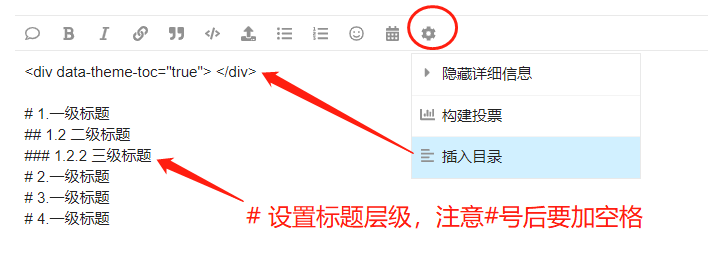 <div data-theme-toc="true"> </div>
隐藏详细信息
构建投票
插入目录
# 1.一级标题
## 1.2 二级标题
### 1.2.2 三级标题
# 2.一级标题
# 3.一级标题
# 4.一级标题
# 设置标题层级，注意#号后要加空格